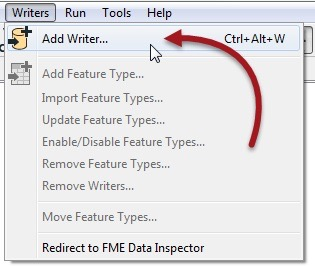 Writers Run Tools Help
Add Writer... Ctrl+Alt+W
Add Feature Type...
Import Feature Types...
Update Feature Types...
Enable/Disable Feature Types...
Remove Feature Types...
Remove Writers...
Move Feature Types...
Redirect to FME Data Inspector